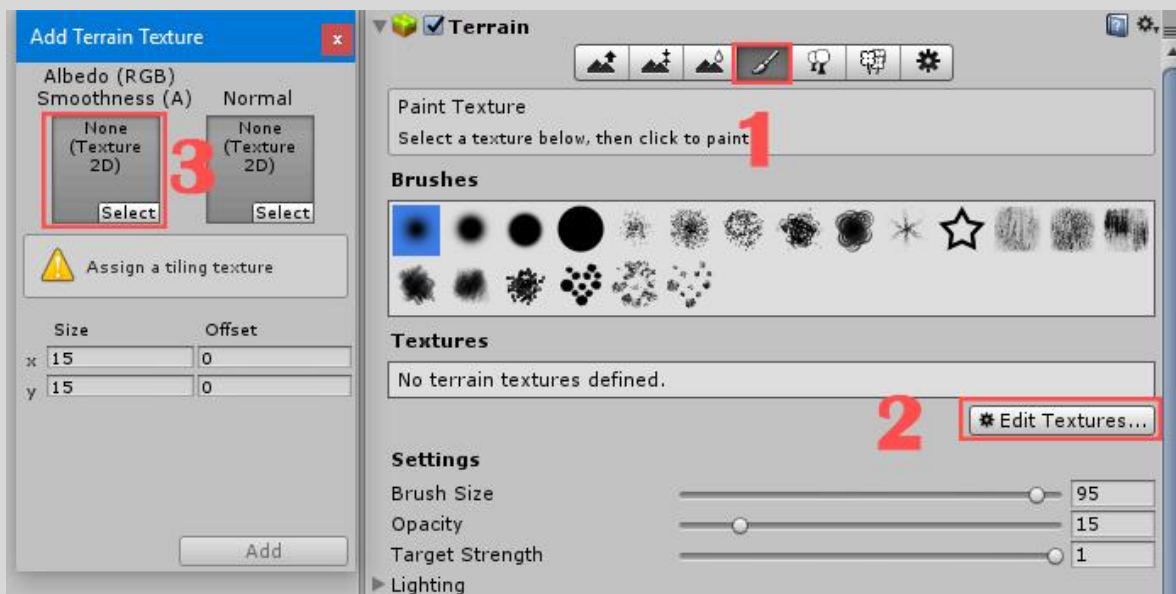 Add Terrain Texture
x
Albedo (RGB)
Smoothness (A) Normal
None
(Texture
2D)
Select
None
(Texture
2D)
Select
3
Assign a tiling texture
Size Offset
x 15 0
y 15 0
Add
Terrain
1
Paint Texture
Select a texture below, then click to paint
Brushes
Textures
No terrain textures defined.
2
Edit Textures...
Settings
Brush Size 95
Opacity 15
Target Strength 1
Lighting